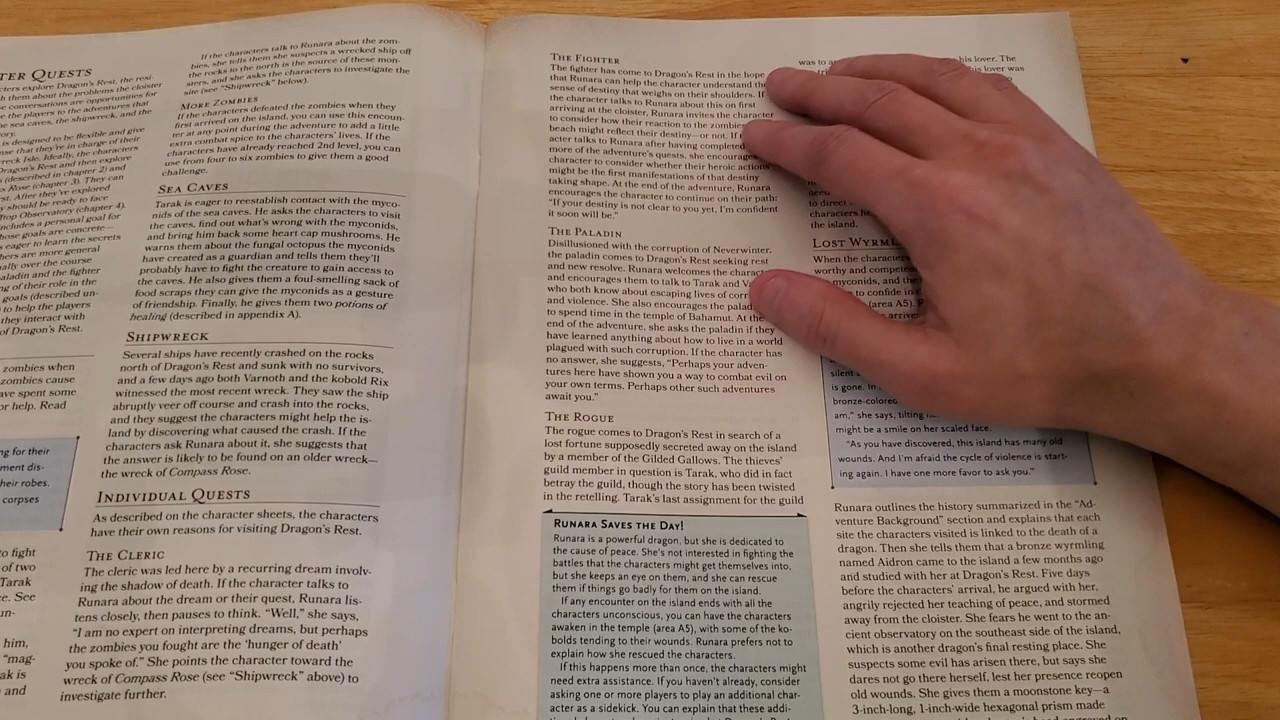 TER QUESTS
cters explore Dragon's Rest, the resi-
th them about the problems the cloister
e conversations are opportunities for
e the players to the adventures that
e sea caves, the shipwreck, and the
ory.
is designed to be flexible and give
nse that they're in charge of their
reck Isle. Ideally, the characters
Dragon's Rest and then explore
(described in chapter 2) and
Rose (chapter 3). They can
rst. After they've explored
y should be ready to face
top Observatory (chapter 4).
ncludes a personal goal for
hose goals are concrete—
s eager to learn the secrets
hers are more general
ally over the course
aladin and the fighter
ng of their role in the
goals (described un-
to help the players
they interact with
of Dragon's Rest.
zombies when
zombies cause
ave spent some
or help. Read
ng for their
ment dis-
heir robes.
corpses
to fight
of two
Tarak
ce. See
un-
him,
"mag-
ak is
and
If the characters talk to Runara about the zom-
bies, she tells them she suspects a wrecked ship off
the rocks to the north is the source of these mon-
sters, and she asks the characters to investigate the
site (see "Shipwreck" below).
MORE ZOMBIES
If the characters defeated the zombies when they
first arrived on the island, you can use this encoun-
ter at any point during the adventure to add a little
extra combat spice to the characters' lives. If the
characters have already reached 2nd level, you can
use from four to six zombies to give them a good
challenge.
SEA CAVES
Tarak is eager to reestablish contact with the myco-
nids of the sea caves. He asks the characters to visit
the caves, find out what's wrong with the myconids,
and bring him back some heart cap mushrooms. He
warns them about the fungal octopus the myconids
have created as a guardian and tells them they'll
probably have to fight the creature to gain access to
the caves. He also gives them a foul-smelling sack of
food scraps they can give the myconids as a gesture
of friendship. Finally, he gives them two potions of
healing (described in appendix A).
SHIPWRECK
Several ships have recently crashed on the rocks
north of Dragon's Rest and sunk with no survivors,
and a few days ago both Varnoth and the kobold Rix
witnessed the most recent wreck. They saw the ship
abruptly veer off course and crash into the rocks,
and they suggest the characters might help the is-
land by discovering what caused the crash. If the
characters ask Runara about it, she suggests that
the answer is likely to be found on an older wreck—
the wreck of Compass Rose.
INDIVIDUAL QUESTS
As described on the character sheets, the characters
have their own reasons for visiting Dragon's Rest.
THE CLERIC
The cleric was led here by a recurring dream involv-
ing the shadow of death. If the character talks to
Runara about the dream or their quest, Runara lis-
tens closely, then pauses to think. "Well," she says,
"I am no expert on interpreting dreams, but perhaps
the zombies you fought are the 'hunger of death'
you spoke of." She points the character toward the
wreck of Compass Rose (see "Shipwreck" above) to
investigate further.
THE FIGHTER
The fighter has come to Dragon's Rest in the hope
that Runara can help the character understand the
sense of destiny that weighs on their shoulders. If
the character talks to Runara about this on first
arriving at the cloister, Runara invites the character
to consider how their reaction to the zombies
beach might reflect their destiny—or not. If
acter talks to Runara after having completed
more of the adventure's quests, she encourages
character to consider whether their heroic actions
might be the first manifestations of that destiny
taking shape. At the end of the adventure, Runara
encourages the character to continue on their path:
"If your destiny is not clear to you yet, I'm confident
it soon will be."
THE PALADIN
Disillusioned with the corruption of Neverwinter,
the paladin comes to Dragon's Rest seeking rest
and new resolve. Runara welcomes the charac
and encourages them to talk to Tarak and V
who both know about escaping lives of cor
and violence. She also encourages the palad
to spend time in the temple of Bahamut. At the
end of the adventure, she asks the paladin if they
have learned anything about how to live in a world
plagued with such corruption. If the character has
no answer, she suggests, "Perhaps your adven-
tures here have shown you a way to combat evil on
your own terms. Perhaps other such adventures
await you."
THE ROGUE
The rogue comes to Dragon's Rest in search of a
lost fortune supposedly secreted away on the island
by a member of the Gilded Gallows. The thieves'
guild member in question is Tarak, who did in fact
betray the guild, though the story has been twisted
in the retelling. Tarak's last assignment for the guild
RUNARA SAVES THE DAY!
Runara is a powerful dragon, but she is dedicated to
the cause of peace. She's not interested in fighting the
battles that the characters might get themselves into,
but she keeps an eye on them, and she can rescue
them if things go badly for them on the island.
If any encounter on the island ends with all the
characters unconscious, you can have the characters
awaken in the temple (area A5), with some of the ko-
bolds tending to their wounds. Runara prefers not to
explain how she rescued the characters.
If this happens more than once, the characters might
need extra assistance. If you haven't already, consider
asking one or more players to play an additional char-
acter as a sidekick. You can explain that these addi-
was to as his lover. The
his lover was
need
to direct
characters
the island.
LOST WYRML
When the characters
worthy and compete
myconids, and the
to confide in
(area A5).
arrive
silent
is gone. In
bronze-colored
am," she says, tilting
might be a smile on her scaled face.
"As you have discovered, this island has many old
wounds. And I'm afraid the cycle of violence is start-
ing again. I have one more favor to ask you."
Runara outlines the history summarized in the "Ad-
venture Background" section and explains that each
site the characters visited is linked to the death of a
dragon. Then she tells them that a bronze wyrmling
named Aidron came to the island a few months ago
and studied with her at Dragon's Rest. Five days
before the characters' arrival, he argued with her,
angrily rejected her teaching of peace, and stormed
away from the cloister. She fears he went to the an-
cient observatory on the southeast side of the island,
which is another dragon's final resting place. She
suspects some evil has arisen there, but says she
dares not go there herself, lest her presence reopen
old wounds. She gives them a moonstone key—a
3-inch-long, 1-inch-wide hexagonal prism made